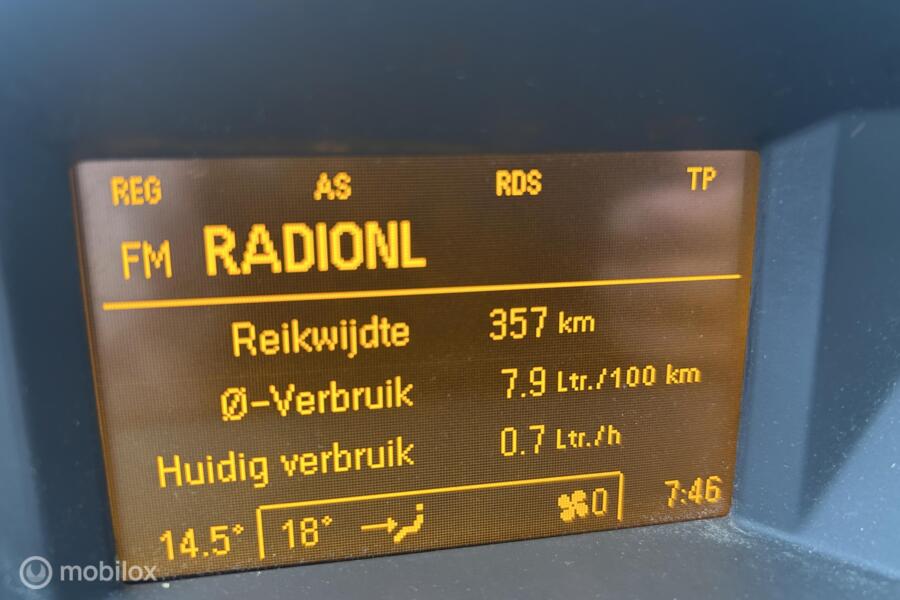 REG AS RDS TP
FM RADIONL
Reikwijdte 357 km
Ø-Verbruik 7.9 Ltr./100 km
Huidig verbruik 0.7 Ltr./h
14.5° 18° 0 7:46
mobilox